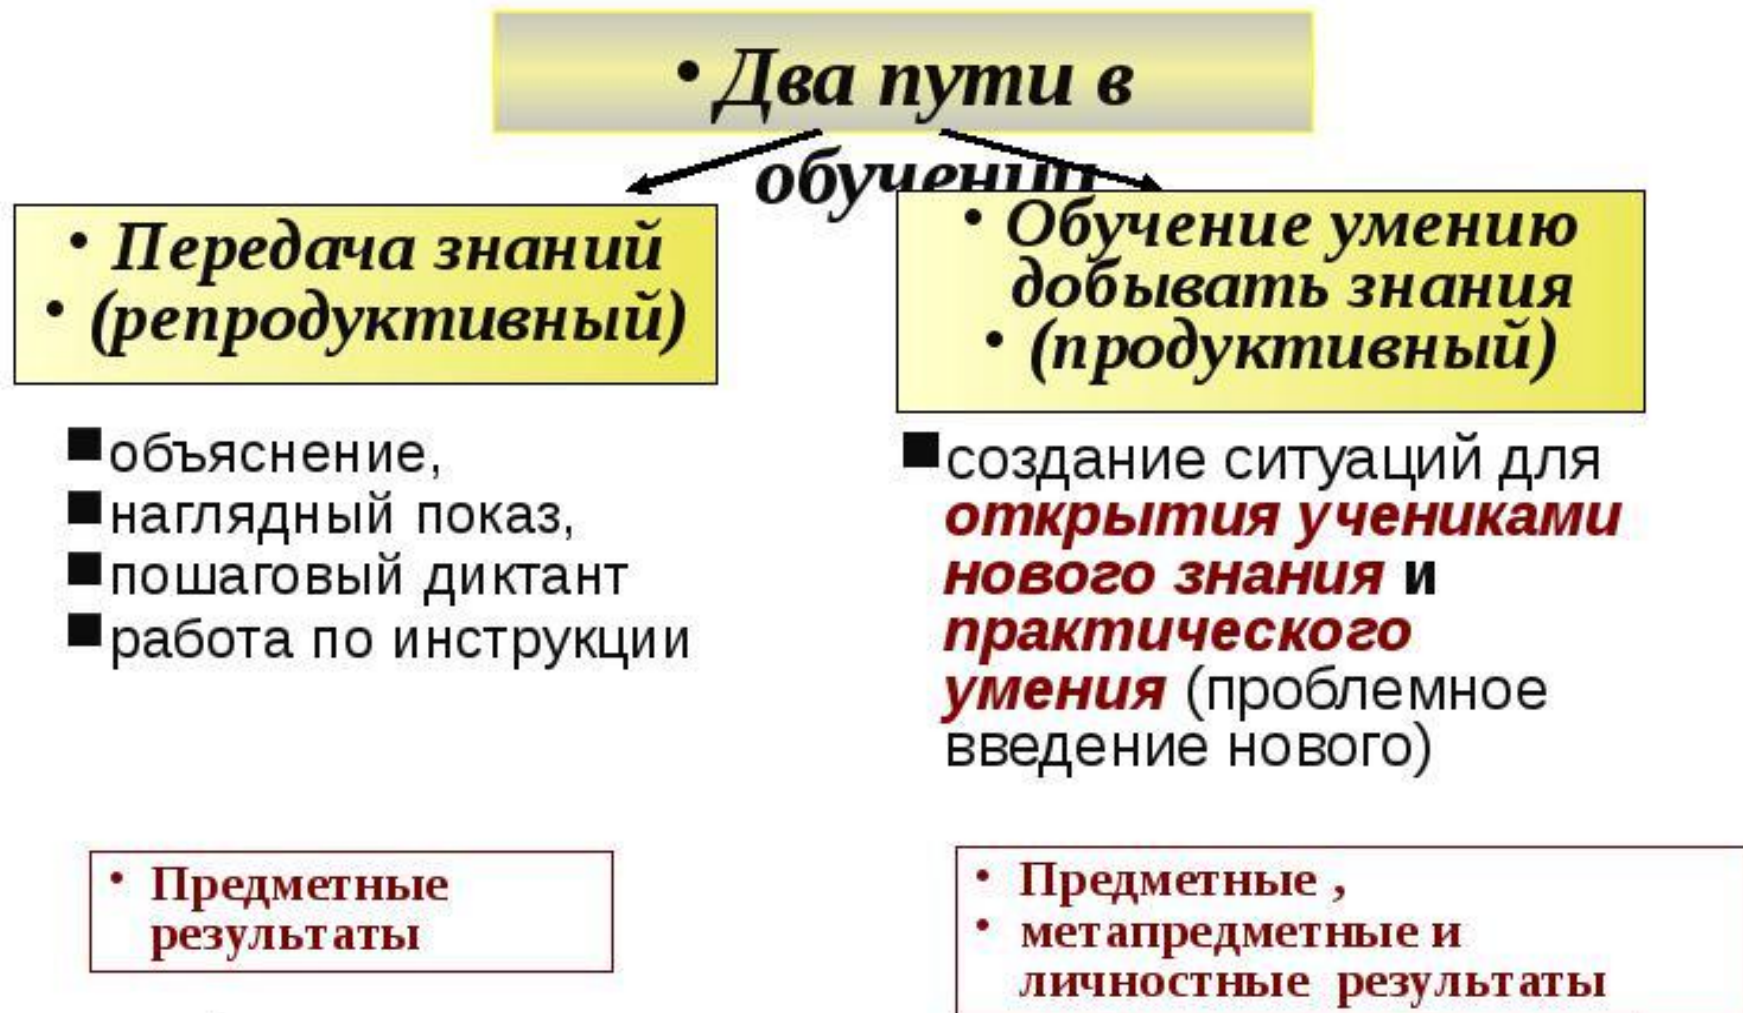 • Два пути в
обучении
• Передача знаний
• (репродуктивный)
• Обучение умению
добывать знания
• (продуктивный)
■объяснение,
■наглядный показ,
■пошаговый диктант
■работа по инструкции
■создание ситуаций для
открытия учениками
нового знания и
практического
умения (проблемное
введение нового)
• Предметные
результаты
• Предметные ,
• метапредметные и
личностные результаты